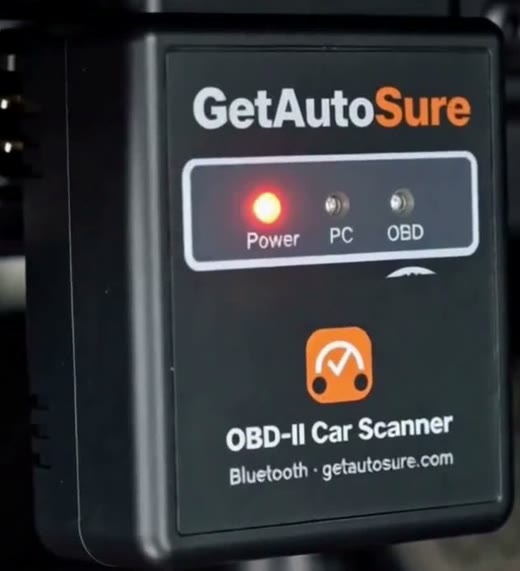 GetAutoSure
Power PC OBD
OBD-II Car Scanner
Bluetooth · getautosure.com